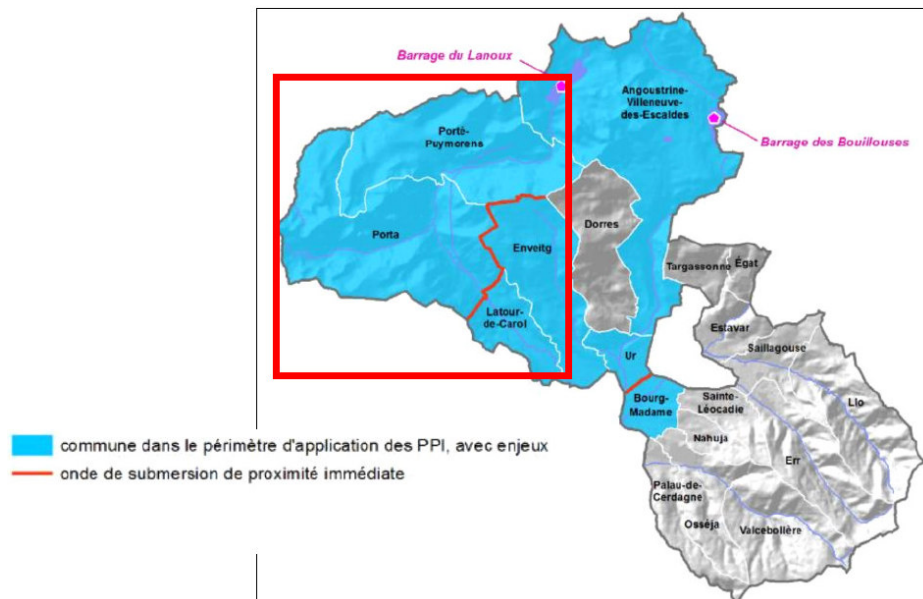 Barrage du Lanoux
Angoustrine-
Villeneuve-
des-Escaldes
Porté-
Puymorens
Barrage des Bouillouses
Dorres
Porta
Enveitg
Targassonne
Égat
Latour-
de-Carol
Estavar
Saillagouse
Ur
Bourg-
Madame
Sainte-
Léocadie
Llo
Nahuja
commune dans le périmètre d'application des PPI, avec enjeux
Err
onde de submersion de proximité immédiate
Palau-de-
Cerdagne
Osséja
Valcebollère